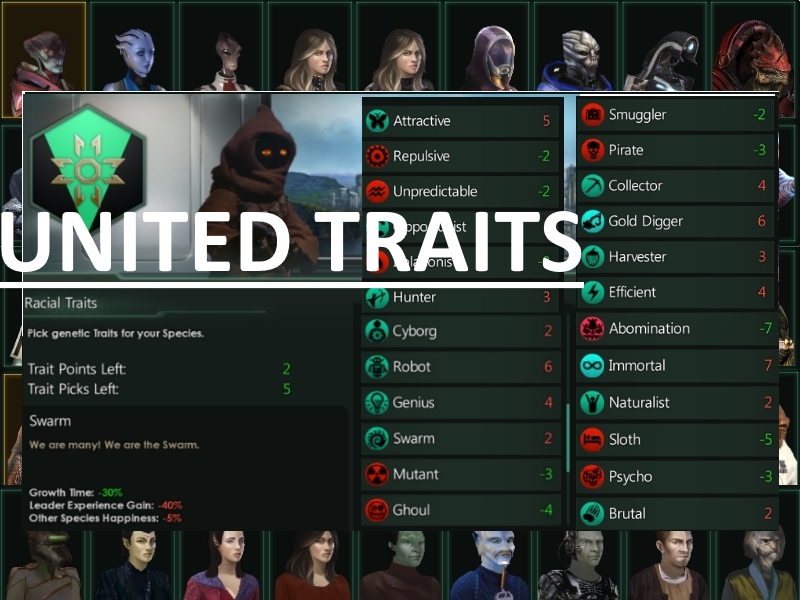 UNITED TRAITS
Racial Traits
Pick genetic Traits for your Species.
Trait Points Left: 2
Trait Picks Left: 5
Swarm
We are many! We are the Swarm.
Growth Time: -30%
Leader Experience Gain: -40%
Other Species Happiness: -5%
Attractive 5
Repulsive -2
Unpredictable -2
Hunter 3
Cyborg 2
Robot 6
Genius 4
Swarm 2
Mutant -3
Ghoul -4
Smuggler -2
Pirate -3
Collector 4
Gold Digger 6
Harvester 3
Efficient 4
Abomination -7
Immortal 7
Naturalist 2
Sloth -5
Psycho -3
Brutal 2